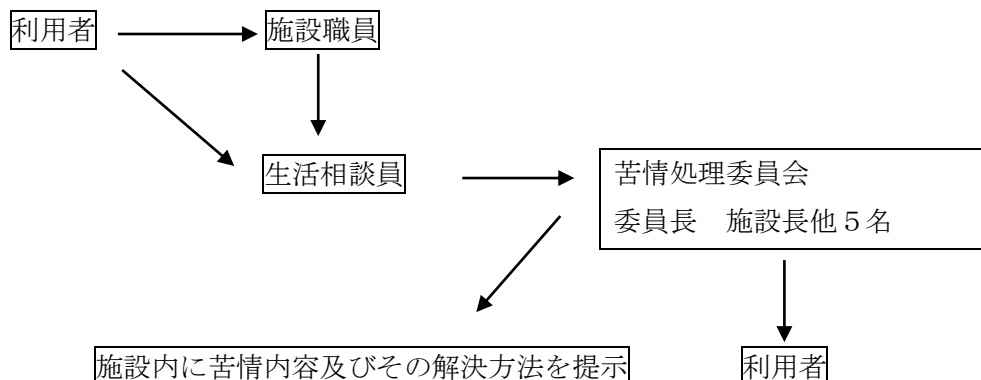 利用者
施設職員
生活相談員
苦情処理委員会
委員長　施設長他５名
施設内に苦情内容及びその解決方法を提示
利用者